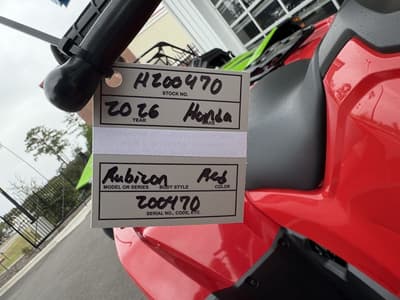 H200470
STOCK NO.
2026 Honda
YEAR
Rubicon Red
MODEL OR SERIES BODY STYLE COLOR
200470
SERIAL NO., CODE, ETC.